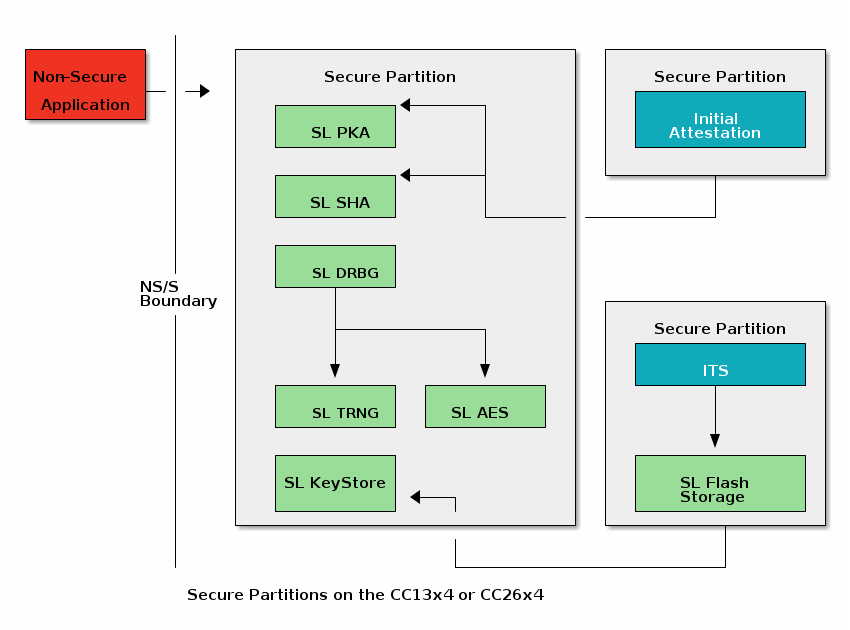 Non-Secure
Application
Secure Partition
SL PKA
SL SHA
SL DRBG
SL TRNG
SL AES
SL KeyStore
Secure Partition
Initial
Attestation
Secure Partition
ITS
SL Flash
Storage
NS/S
Boundary
Secure Partitions on the CC13x4 or CC26x4